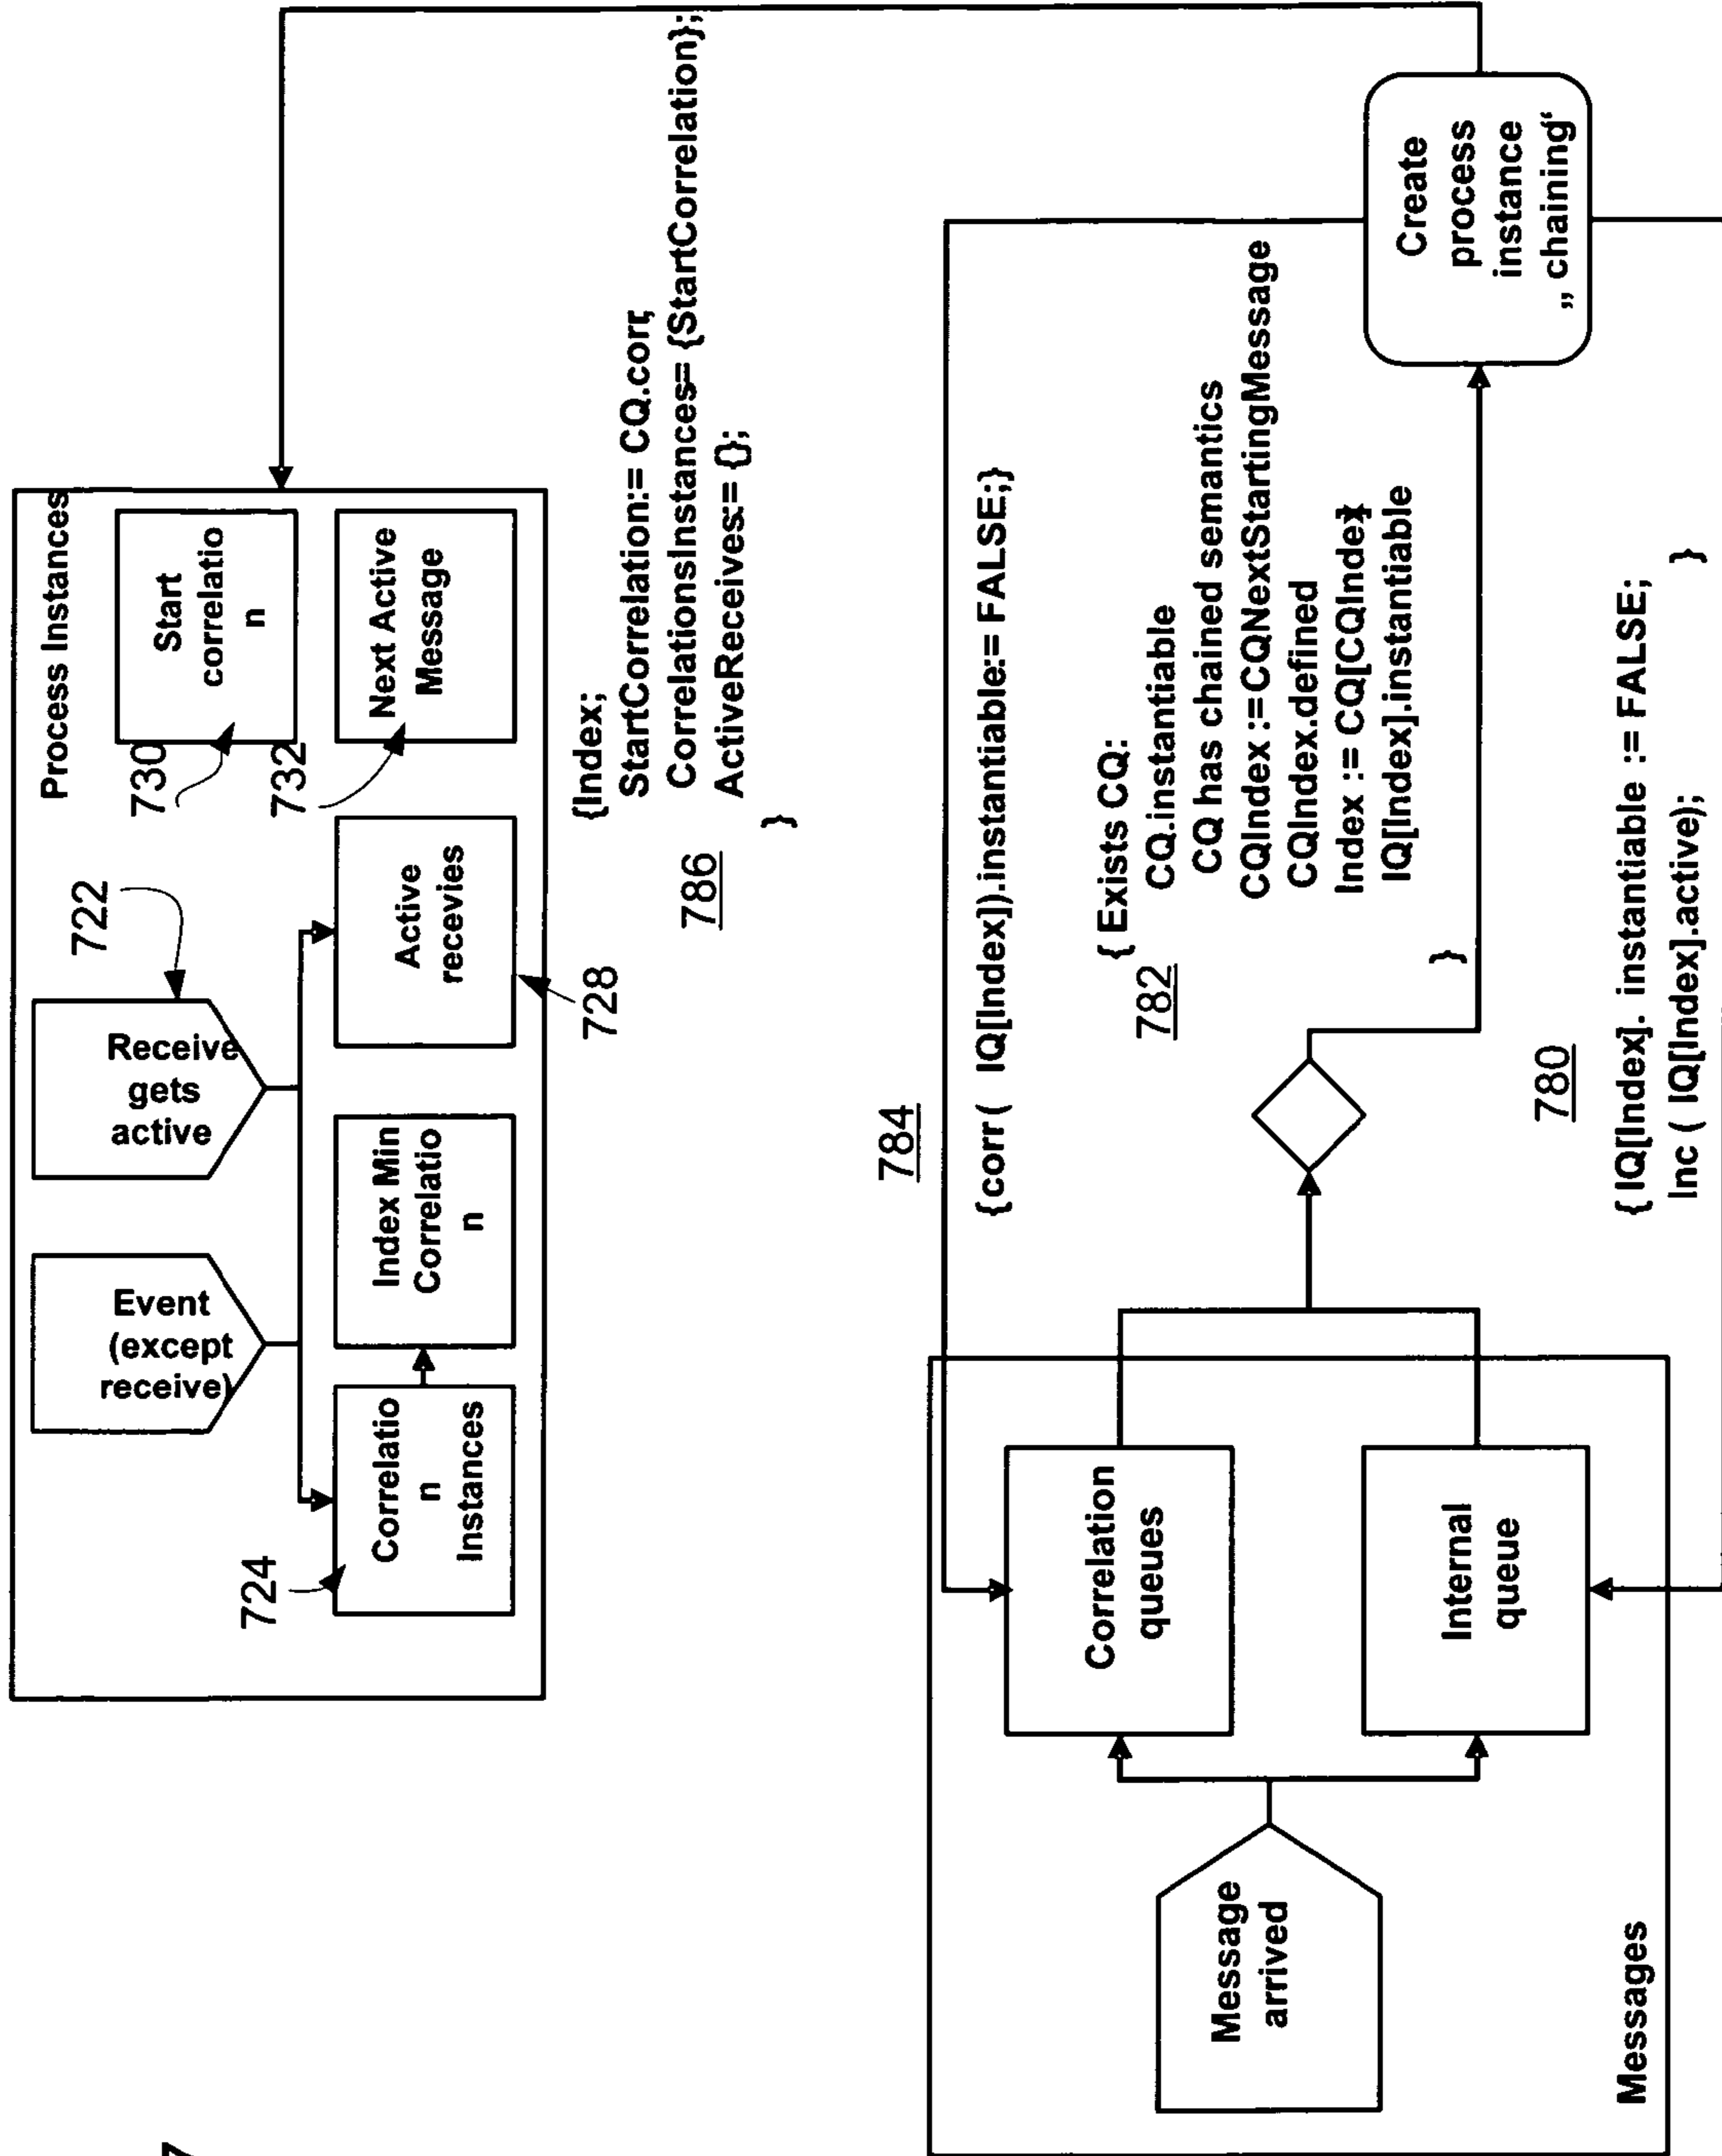 Process Instances
Event
(except
receive)
Receive
gets
active
722
724
Correlatio
n
Instances
Index Min
Correlatio
n
Active
recevies
728
730
Start
correlatio
n
732
Next Active
Message
786
{Index;
StartCorrelation:= CQ.corr;
CorrelationsInstances= {StartCorrelation};
ActiveReceives:= {};
}
784
{corr ( IQ[Index]).instantiable:= FALSE;}
782
{ Exists CQ:
CQ.instantiable
CQ has chained semantics
CQIndex :=CQNextStartingMessage
CQIndex.defined
Index := CQ[CQIndex]
IQ[Index].instantiable
}
Messages
Message
arrived
Correlation
queues
Internal
queue
Create
process
instance
„ chaining“
780
{ IQ[Index]. instantiable := FALSE;
Inc ( IQ[Index].active);
}
7